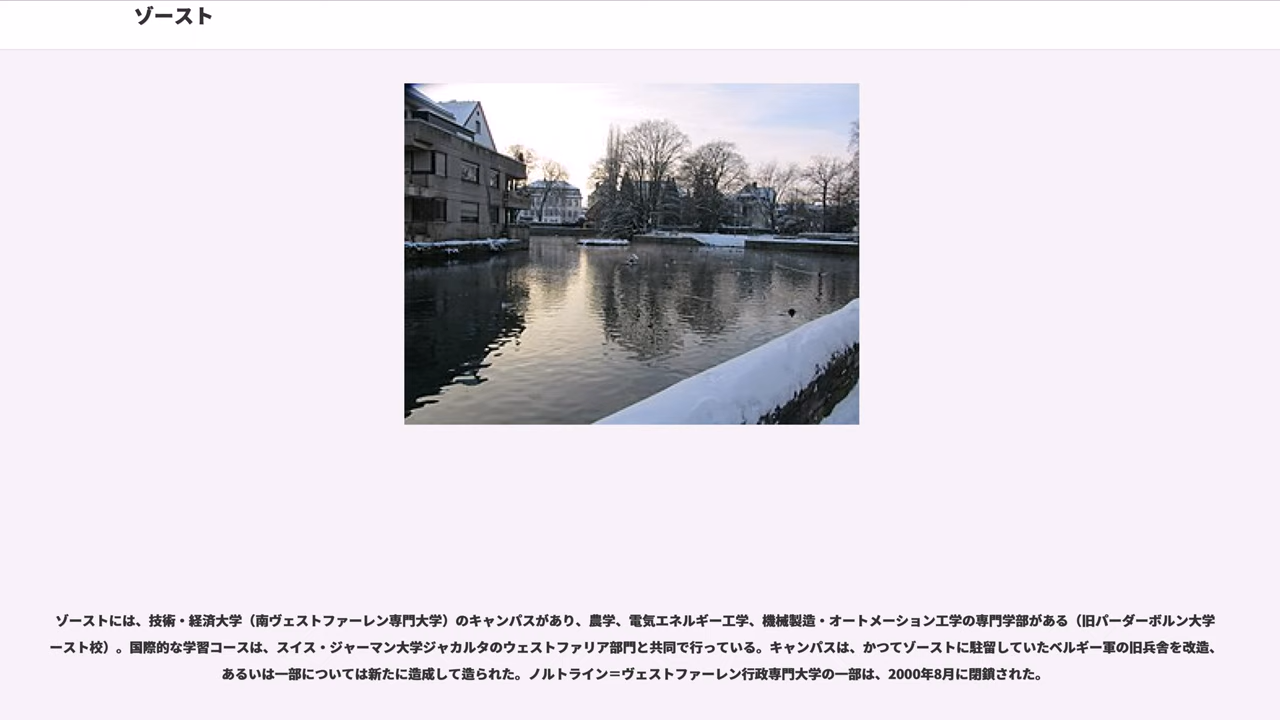 ゾースト
ゾーストには、技術・経済大学（南ヴェストファーレン専門大学）のキャンパスがあり、農学、電気エネルギー工学、機械製造・オートメーション工学の専門学部がある（旧パーダーボルン大学
ースト校）。国際的な学習コースは、スイス・ジャーマン大学ジャカルタのウェストファリア部門と共同で行っている。キャンパスは、かつてゾーストに駐留していたベルギー軍の旧兵舎を改造、
あるいは一部については新たに造成して造られた。ノルトライン＝ヴェストファーレン行政専門大学の一部は、2000年8月に閉鎖された。